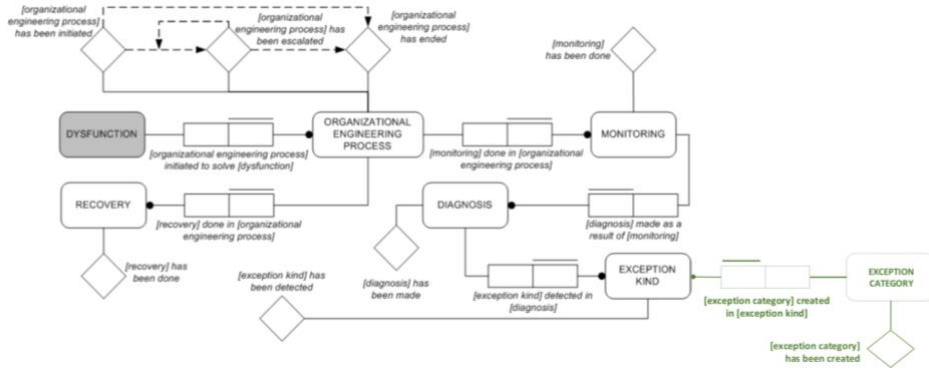 [organizational
engineering process]
has been initiated
[organizational
engineering process] has
been escalated
[organizational
engineering process]
has ended
[monitoring]
has been done
DYSFUNCTION
ORGANIZATIONAL
ENGINEERING
PROCESS
MONITORING
[organizational engineering process]
initiated to solve [dysfunction]
[monitoring] done in [organizational
engineering process]
RECOVERY
DIAGNOSIS
[recovery] done in [organizational
engineering process]
[diagnosis] made as a
result of [monitoring]
[recovery] has
been done
[exception kind] has
been detected
[diagnosis] has
been made
[exception kind] detected in
[diagnosis]
EXCEPTION
KIND
EXCEPTION
CATEGORY
[exception category] created
in [exception kind]
[exception category]
has been created